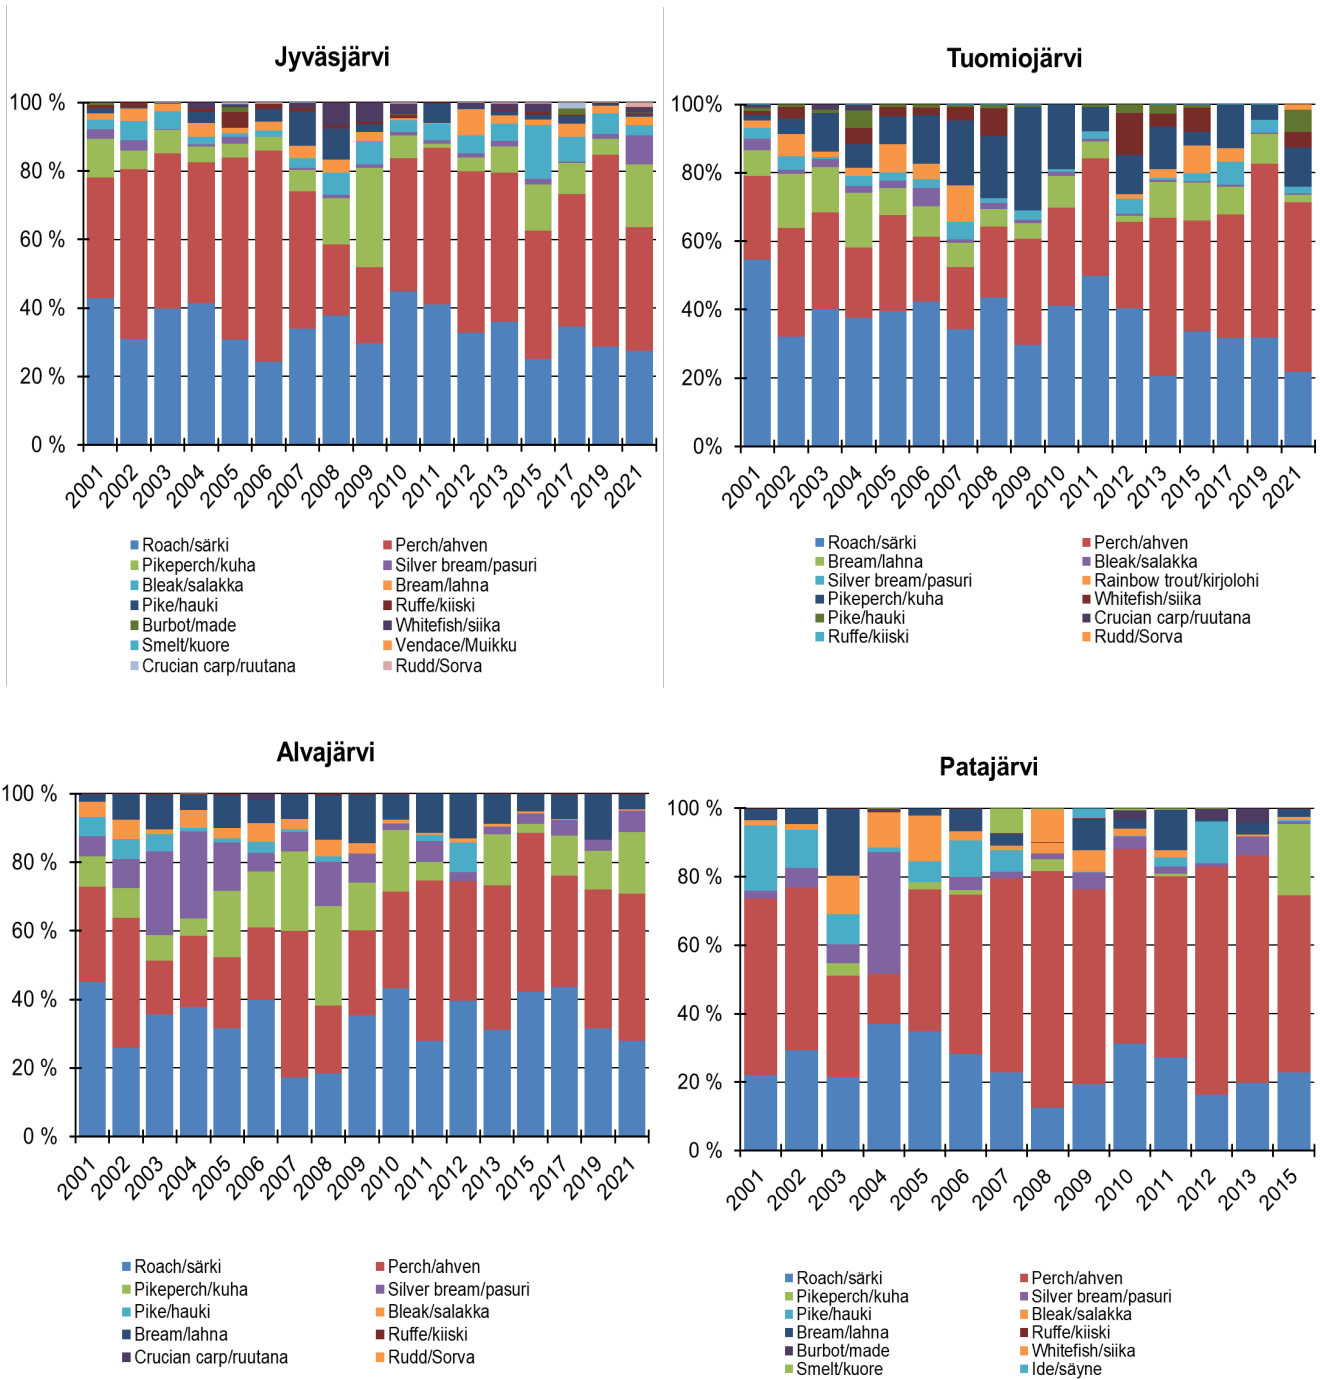 Jyväsjärvi
100 %
80 %
60 %
40 %
20 %
0 %
2001 2002 2003 2004 2005 2006 2007 2008 2009 2010 2011 2012 2013 2015 2017 2019 2021
Roach/särki Perch/ahven
Pikeperch/kuha Silver bream/pasuri
Bleak/salakka Bream/lahna
Pike/hauki Ruffe/kiiski
Burbot/made Whitefish/siika
Smelt/kuore Vendace/Muikku
Crucian carp/ruutana Rudd/Sorva
Tuomiojärvi
100%
80%
60%
40%
20%
0%
2001 2002 2003 2004 2005 2006 2007 2008 2009 2010 2011 2012 2013 2015 2017 2019 2021
Roach/särki Perch/ahven
Bream/lahna Bleak/salakka
Silver bream/pasuri Rainbow trout/kirjolohi
Pikeperch/kuha Whitefish/siika
Pike/hauki Crucian carp/ruutana
Ruffe/kiiski Rudd/Sorva
Alvajärvi
100 %
80 %
60 %
40 %
20 %
0 %
2001 2002 2003 2004 2005 2006 2007 2008 2009 2010 2011 2012 2013 2015 2017 2019 2021
Roach/särki Perch/ahven
Pikeperch/kuha Silver bream/pasuri
Pike/hauki Bleak/salakka
Bream/lahna Ruffe/kiiski
Crucian carp/ruutana Rudd/Sorva
Patajärvi
100 %
80 %
60 %
40 %
20 %
0 %
2001 2002 2003 2004 2005 2006 2007 2008 2009 2010 2011 2012 2013 2015
Roach/särki Perch/ahven
Pikeperch/kuha Silver bream/pasuri
Pike/hauki Bleak/salakka
Bream/lahna Ruffe/kiiski
Burbot/made Whitefish/siika
Smelt/kuore Ide/säyne